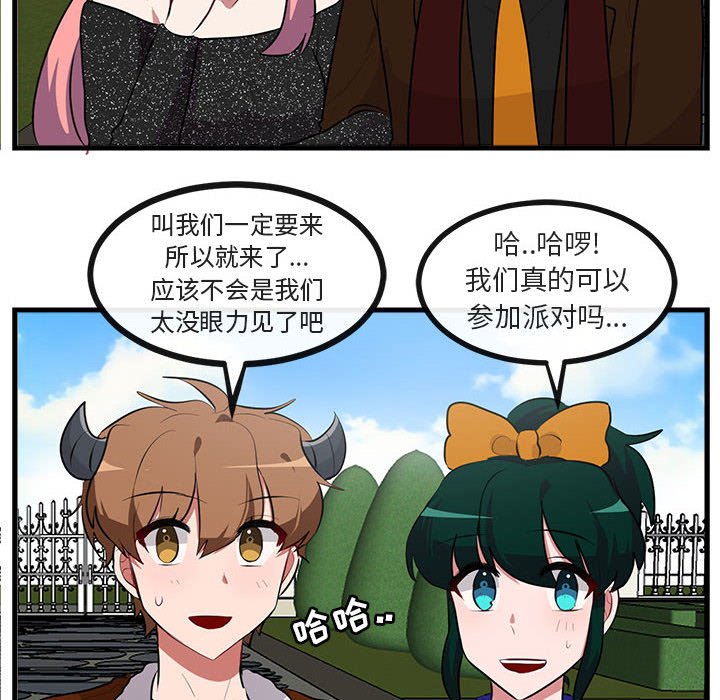 叫我们一定要来
所以就来了...
应该不会是我们
太没眼力见了吧
哈..哈啰!
我们真的可以
参加派对吗...
哈哈..